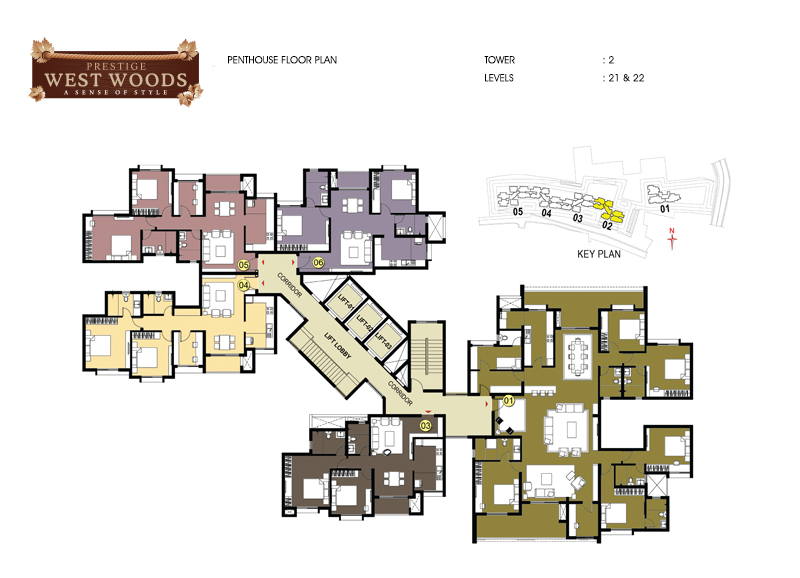 PRESTIGE
WEST WOODS
A SENSE OF STYLE
PENTHOUSE FLOOR PLAN
TOWER : 2
LEVELS : 21 & 22
05
04
03
02
01
N
KEY PLAN
05
06
04
CORRIDOR
LIFT-01
LIFT-02
LIFT-03
LIFT LOBBY
CORRIDOR
01
03